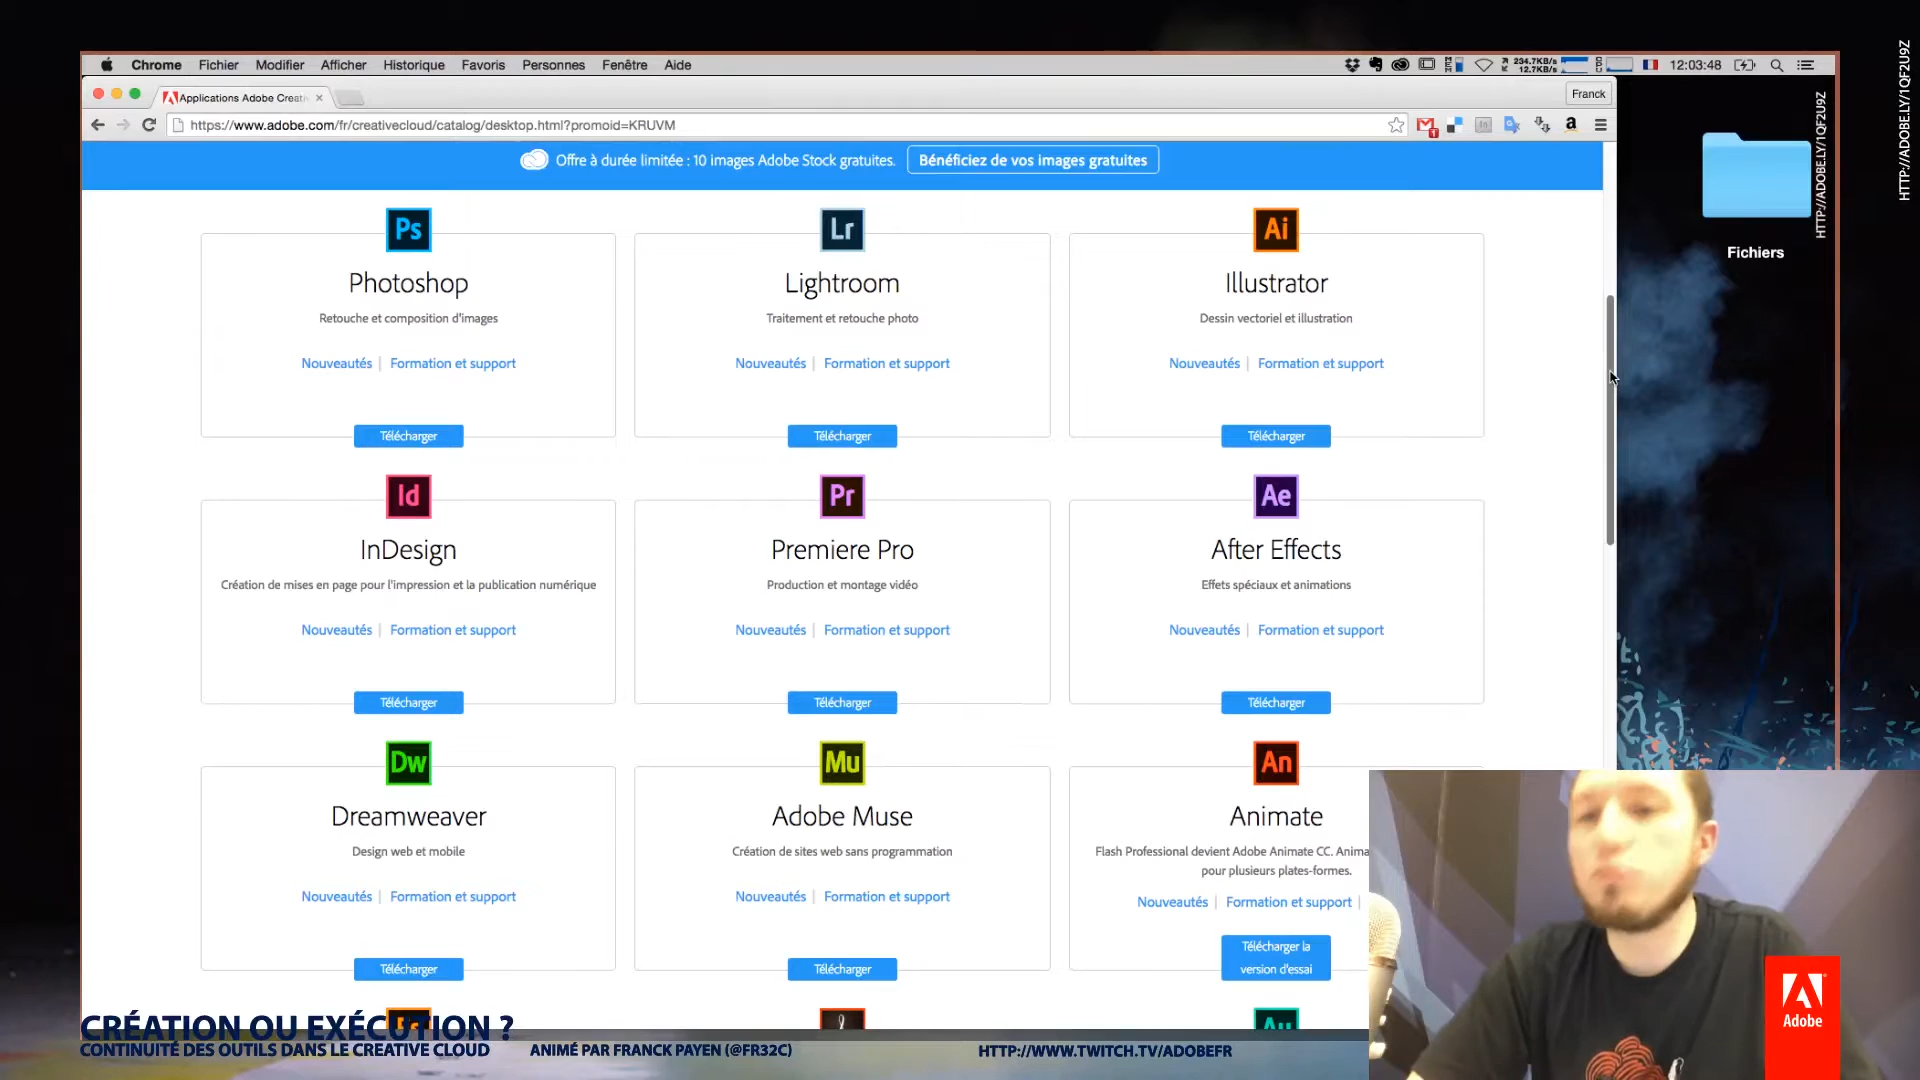 Chrome Fichier Modifier Afficher Historique Favoris Personnes Fenêtre Aide
234.7KB/s
12.7KB/s
12:03:48
Applications Adobe Creati
Franck
https://www.adobe.com/fr/creativecloud/catalog/desktop.html?promoid=KRUVM
Offre à durée limitée : 10 images Adobe Stock gratuites. Bénéficiez de vos images gratuites
HTTP://ADOBE.LY/1QF2U9Z
HTTP://ADOBE.LY/1QF2U9Z
Fichiers
Ps
Photoshop
Retouche et composition d'images
Nouveautés | Formation et support
Télécharger
Lr
Lightroom
Traitement et retouche photo
Nouveautés | Formation et support
Télécharger
Ai
Illustrator
Dessin vectoriel et illustration
Nouveautés | Formation et support
Télécharger
Id
InDesign
Création de mises en page pour l'impression et la publication numérique
Nouveautés | Formation et support
Télécharger
Pr
Premiere Pro
Production et montage vidéo
Nouveautés | Formation et support
Télécharger
Ae
After Effects
Effets spéciaux et animations
Nouveautés | Formation et support
Télécharger
Dw
Dreamweaver
Design web et mobile
Nouveautés | Formation et support
Télécharger
Mu
Adobe Muse
Création de sites web sans programmation
Nouveautés | Formation et support
Télécharger
An
Animate
Flash Professional devient Adobe Animate CC. Anima
pour plusieurs plates-formes.
Nouveautés | Formation et support |
Télécharger la
version d'essai
Au
CRÉATION OU EXÉCUTION ?
CONTINUITÉ DES OUTILS DANS LE CREATIVE CLOUD ANIMÉ PAR FRANCK PAYEN (@FR32C) HTTP://WWW.TWITCH.TV/ADOBEFR
Adobe